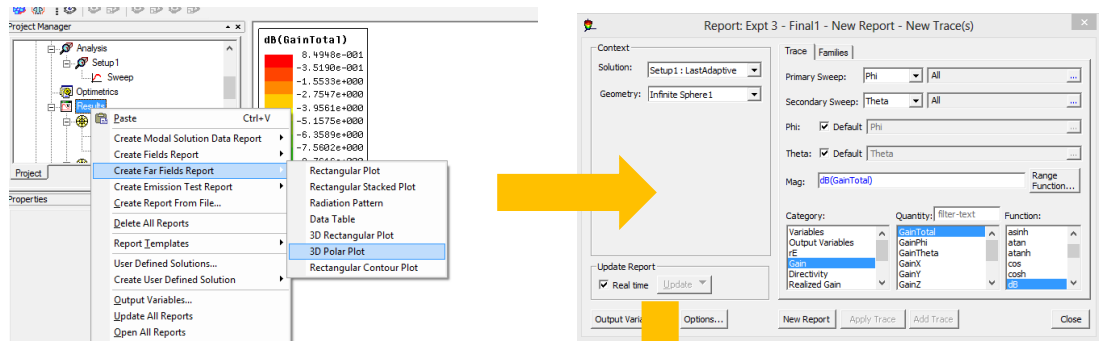 Project Manager
Analysis
Setup1
Sweep
Optimetrics
Results
Project
Properties
dB(GainTotal)
8.4948e-001
-3.5190e-001
-1.5533e+000
-2.7547e+000
-3.9561e+000
-5.1575e+000
-6.3589e+000
-7.5602e+000
Paste Ctrl+V
Create Modal Solution Data Report
Create Fields Report
Create Far Fields Report
Create Emission Test Report
Create Report From File...
Delete All Reports
Report Templates
User Defined Solutions...
Create User Defined Solution
Output Variables...
Update All Reports
Open All Reports
Rectangular Plot
Rectangular Stacked Plot
Radiation Pattern
Data Table
3D Rectangular Plot
3D Polar Plot
Rectangular Contour Plot
Report: Expt 3 - Final1 - New Report - New Trace(s)
Context
Solution: Setup1 : LastAdaptive
Geometry: Infinite Sphere1
Update Report
Real time Update
Output Varia
Options...
Trace Families
Primary Sweep: Phi All ...
Secondary Sweep: Theta All ...
Phi: Default Phi ...
Theta: Default Theta ...
Mag: dB(GainTotal) Range
Function...
Category: Quantity: filter-text Function:
Variables GainTotal asinh
Output Variables GainPhi atan
rE GainTheta atanh
Gain GainX cos
Directivity GainY cosh
Realized Gain GainZ dB
New Report Apply Trace Add Trace Close